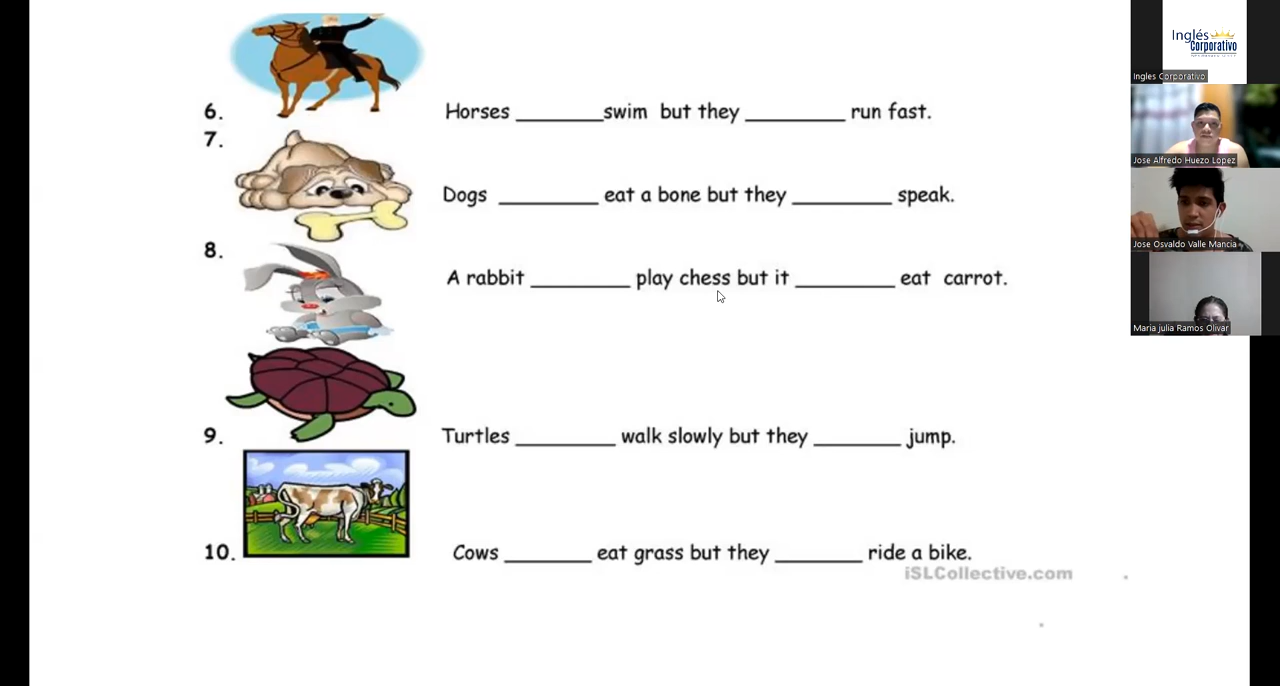 6. Horses ________swim but they _________ run fast.
7.
Dogs _________ eat a bone but they _________ speak.
8.
A rabbit _________ play chess but it _________ eat carrot.
9. Turtles _________ walk slowly but they ________ jump.
10. Cows ________ eat grass but they ________ ride a bike.
iSLCollective.com
Inglés
Corporativo
Ingles Corporativo
Jose Alfredo Huezo Lopez
Jose Osvaldo Valle Mancia
Maria julia Ramos Olivar